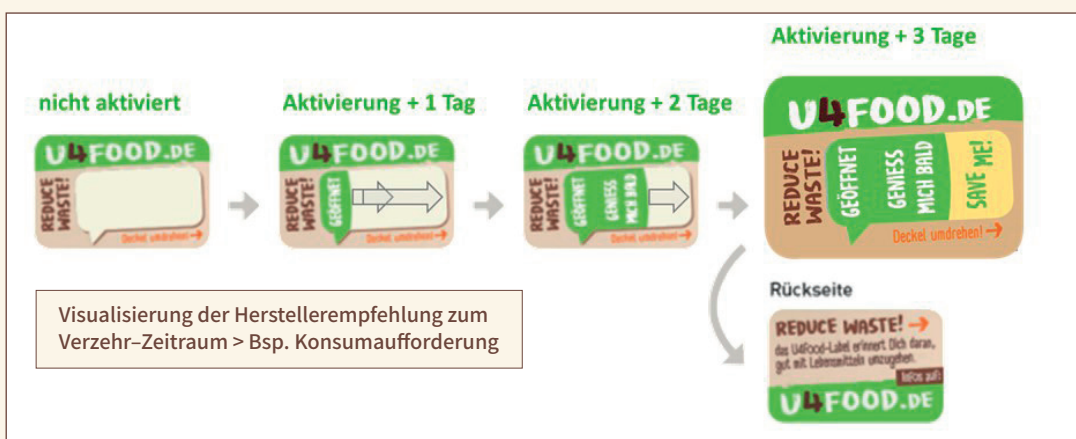 nicht aktiviert
U4FOOD.DE
REDUCE
WASTE!
Deckel umdrehen!
Aktivierung + 1 Tag
U4FOOD.DE
REDUCE
WASTE!
GEÖFFNET
Deckel umdrehen!
Aktivierung + 2 Tage
U4FOOD.DE
REDUCE
WASTE!
GEÖFFNET
GENIESS
MICH BALD
Deckel umdrehen!
Aktivierung + 3 Tage
U4FOOD.DE
REDUCE
WASTE!
GEÖFFNET
GENIESS
MICH BALD
SAVE ME!
Deckel umdrehen!
Visualisierung der Herstellerempfehlung zum
Verzehr–Zeitraum > Bsp. Konsumaufforderung
Rückseite
REDUCE WASTE!
das U4Food-Label erinnert Dich daran,
gut mit Lebensmitteln umzugehen.
Infos auf:
U4FOOD.DE